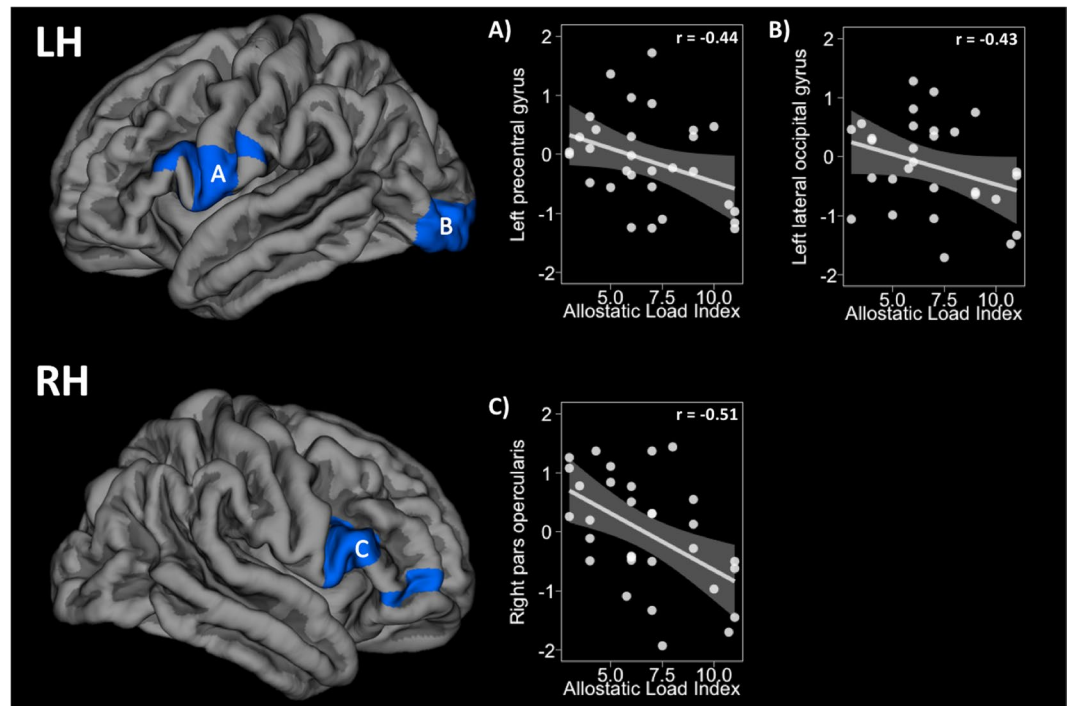 LH
A
B
A)
r = -0.44
Left precentral gyrus
2
1
0
-1
-2
5.0 7.5 10.0
Allostatic Load Index
B)
r = -0.43
Left lateral occipital gyrus
2
1
0
-1
-2
5.0 7.5 10.0
Allostatic Load Index
RH
C
C)
r = -0.51
Right pars opercularis
2
1
0
-1
-2
5.0 7.5 10.0
Allostatic Load Index